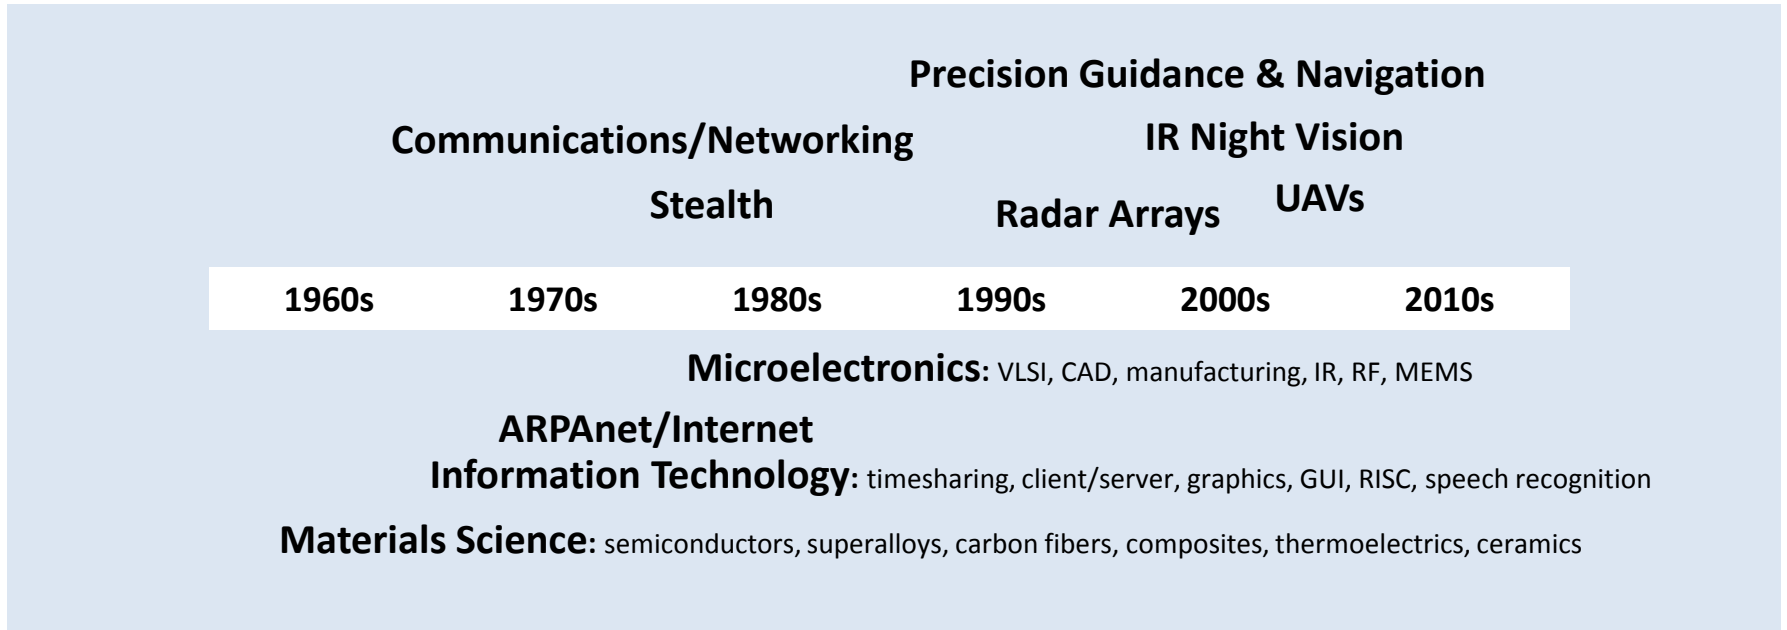 Precision Guidance & Navigation
Communications/Networking
IR Night Vision
Stealth
Radar Arrays
UAVs
1960s 1970s 1980s 1990s 2000s 2010s
Microelectronics: VLSI, CAD, manufacturing, IR, RF, MEMS
ARPAnet/Internet
Information Technology: timesharing, client/server, graphics, GUI, RISC, speech recognition
Materials Science: semiconductors, superalloys, carbon fibers, composites, thermoelectrics, ceramics